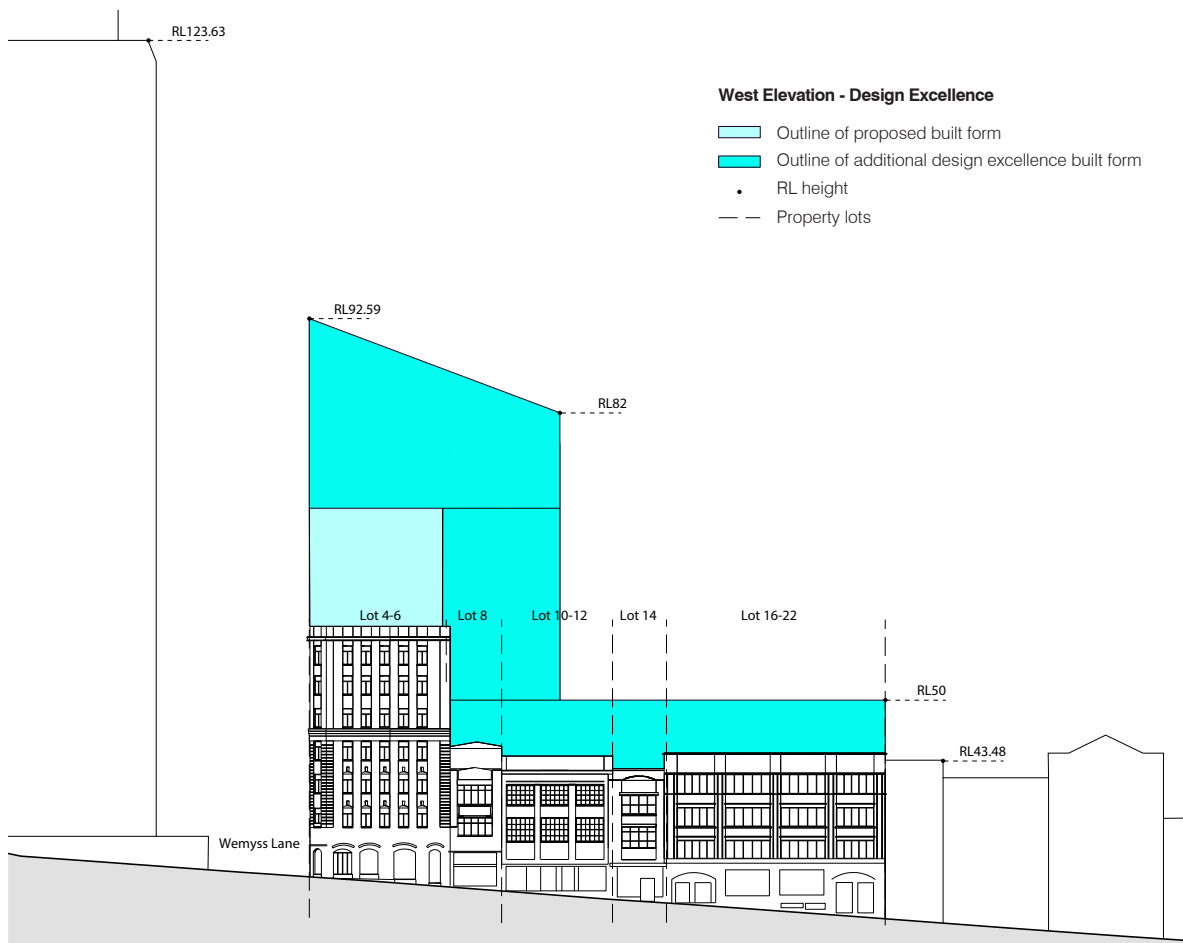 RL123.63
West Elevation - Design Excellence
Outline of proposed built form
Outline of additional design excellence built form
RL height
Property lots
RL92.59
RL82
Lot 4-6
Lot 8
Lot 10-12
Lot 14
Lot 16-22
RL50
RL43.48
Wemyss Lane